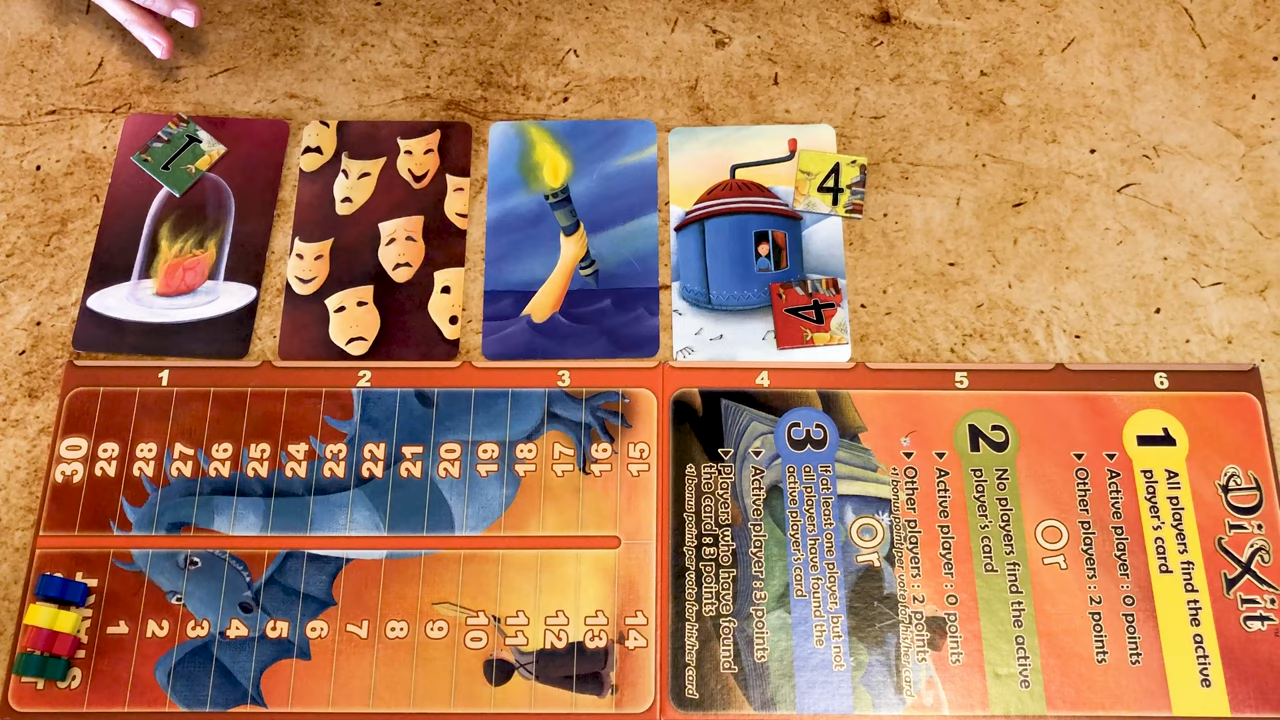 1
4
4
1 2 3 4 5 6
30 29 28 27 26 25 24 23 22 21 20 19 18 17 16 15
START 1 2 3 4 5 6 7 8 9 10 11 12 13 14
DiXit
1 All players find the active
player's card
▶ Active player : 0 points
▶ Other players : 2 points
Or
2 No players find the active
player's card
▶ Active player : 0 points
▶ Other players : 2 points
+1 bonus point per vote for his/her card
Or
3 If at least one player, but not
all players have found the
active player's card
▶ Active player : 3 points
▶ Players who have found
the card : 3 points
+1 bonus point per vote for his/her card